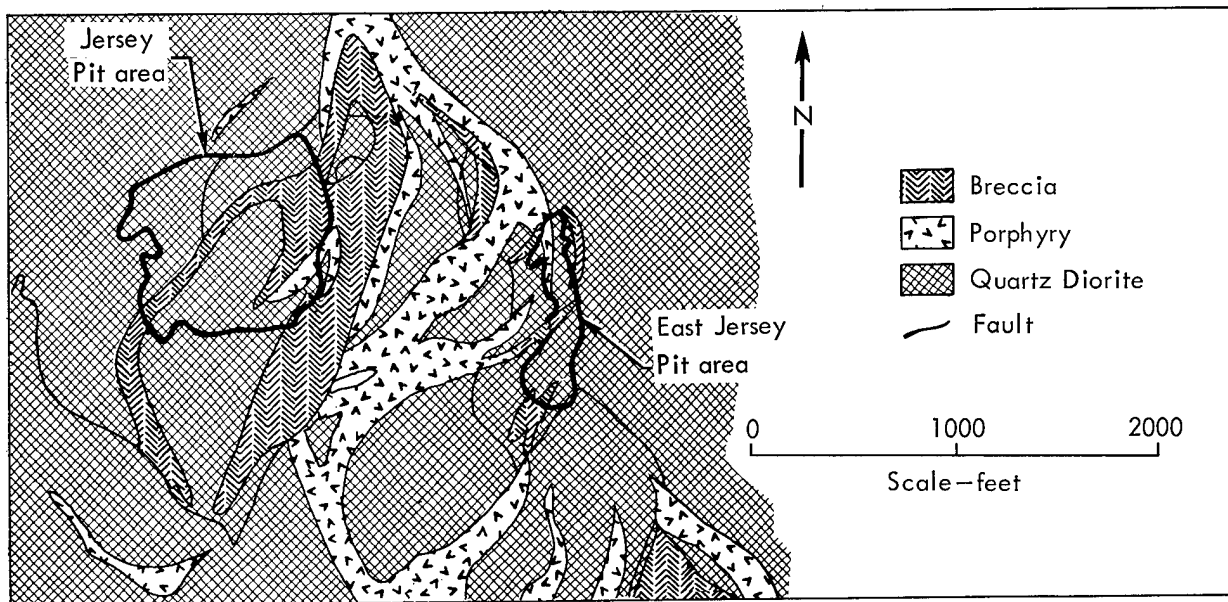 Jersey
Pit area
N
Breccia
Porphyry
Quartz Diorite
Fault
East Jersey
Pit area
0 1000 2000
Scale–feet